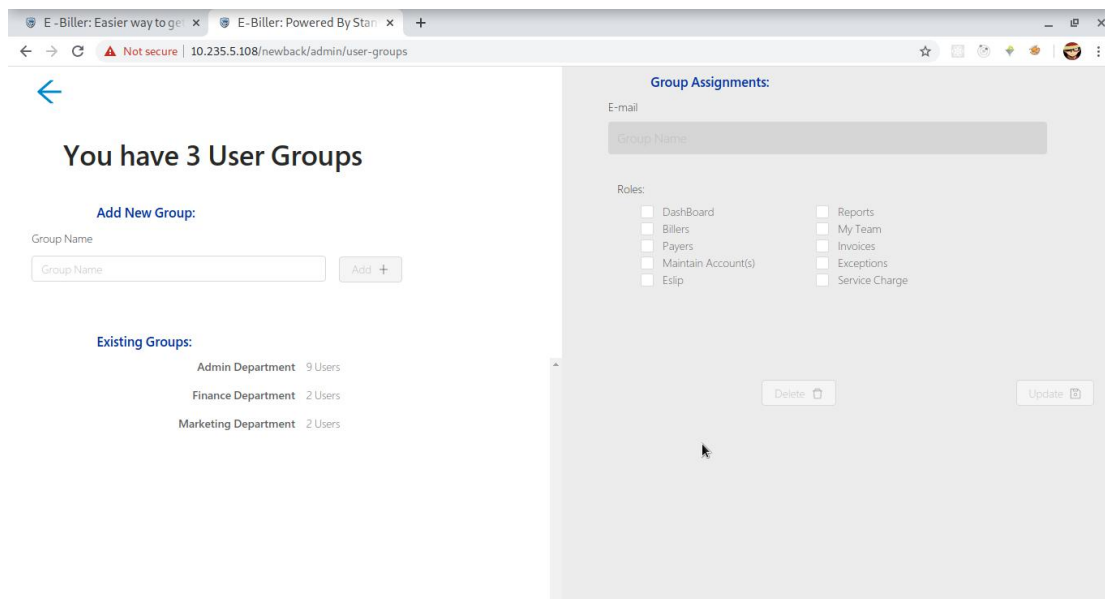 E -Biller: Easier way to get
E-Biller: Powered By Stan
Not secure | 10.235.5.108/newback/admin/user-groups
You have 3 User Groups
Add New Group:
Group Name
Group Name
Add +
Existing Groups:
Admin Department 9 Users
Finance Department 2 Users
Marketing Department 2 Users
Group Assignments:
E-mail
Group Name
Roles:
DashBoard
Billers
Payers
Maintain Account(s)
Eslip
Reports
My Team
Invoices
Exceptions
Service Charge
Delete
Update